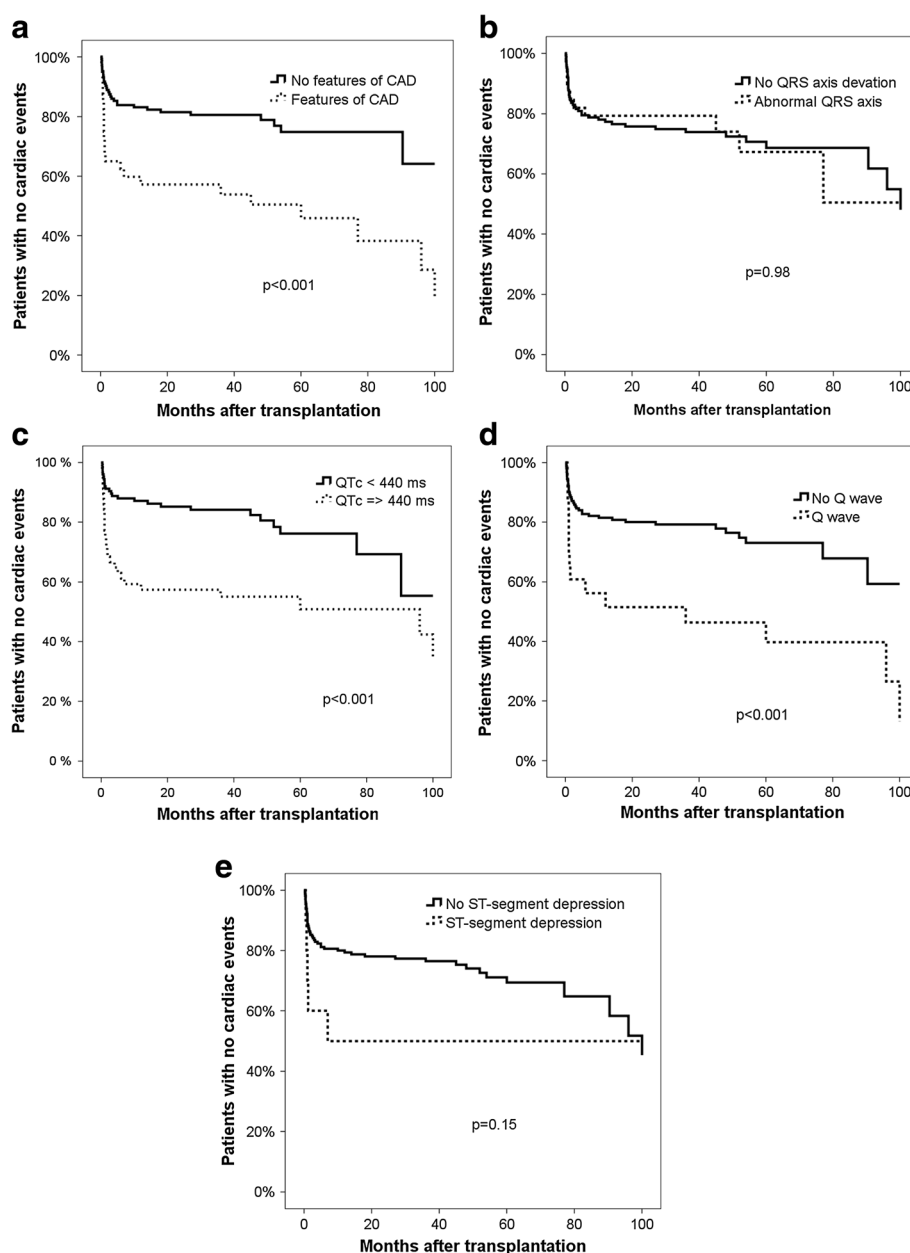 a
Patients with no cardiac events
100%
80%
60%
40%
20%
0%
No features of CAD
Features of CAD
p<0.001
0 20 40 60 80 100
Months after transplantation
b
Patients with no cardiac events
100%
80%
60%
40%
20%
0%
No QRS axis devation
Abnormal QRS axis
p=0.98
0 20 40 60 80 100
Months after transplantation
c
Patients with no cardiac events
100 %
80 %
60 %
40 %
20 %
0 %
QTc < 440 ms
QTc => 440 ms
p<0.001
0 20 40 60 80 100
Months after transplantation
d
Patients with no cardiac events
100%
80%
60%
40%
20%
0%
No Q wave
Q wave
p<0.001
0 20 40 60 80 100
Months after transplantation
e
Patients with no cardiac events
100%
80%
60%
40%
20%
0%
No ST-segment depression
ST-segment depression
p=0.15
0 20 40 60 80 100
Months after transplantation